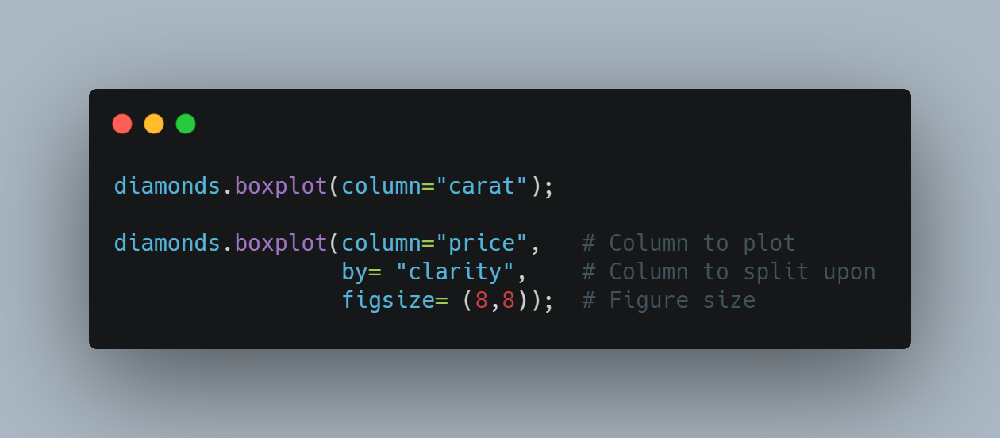 diamonds.boxplot(column="carat");
diamonds.boxplot(column="price",   # Column to plot
                 by= "clarity",    # Column to split upon
                 figsize= (8,8));  # Figure size